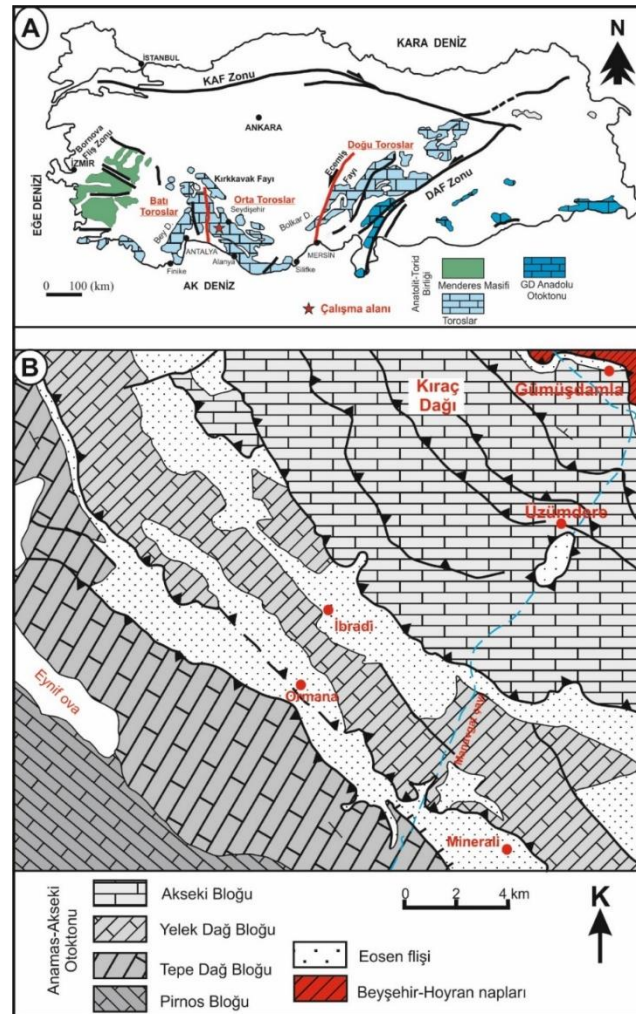 A
KARA DENİZ
N
İSTANBUL
KAF Zonu
ANKARA
Bornova
Fliş Zonu
İZMİR
EĞE DENİZİ
Doğu Toroslar
Ecemiş
Fayı
Kırkkavak Fayı
Batı
Toroslar
Orta Toroslar
Seydişehir
Bey D.
Bolkar D.
DAF Zonu
ANTALYA
MERSİN
Alanya
Silifke
Finike
AK DENİZ
0 100 (km)
Çalışma alanı
Anatolit-Torid
Birliği
Menderes Masifi
Toroslar
GD Anadolu
Otoktonu
B
Kıraç
Dağı
Gümüşdamla
Üzümdere
İbradi
Ormana
Eynif ova
Minerali
Anamas-Akseki
Otoktonu
Akseki Bloğu
Yelek Dağ Bloğu
Tepe Dağ Bloğu
Pirnos Bloğu
0 2 4 km
Eosen flişi
Beyşehir-Hoyran napları
K